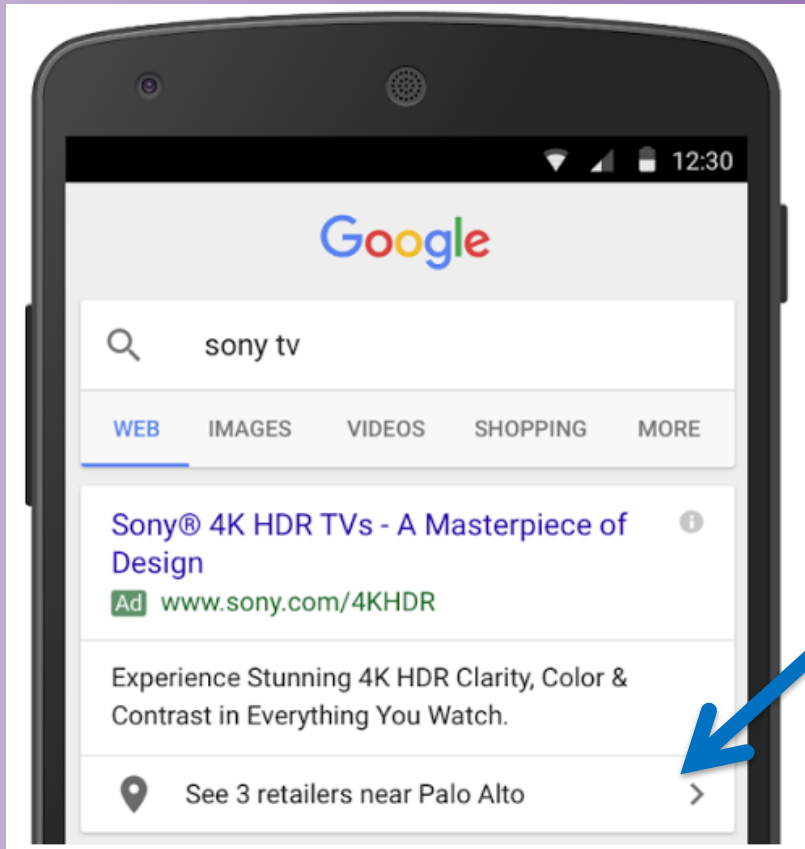 12:30
Google
sony tv
WEB IMAGES VIDEOS SHOPPING MORE
Sony® 4K HDR TVs - A Masterpiece of
Design
Ad www.sony.com/4KHDR
Experience Stunning 4K HDR Clarity, Color &
Contrast in Everything You Watch.
See 3 retailers near Palo Alto